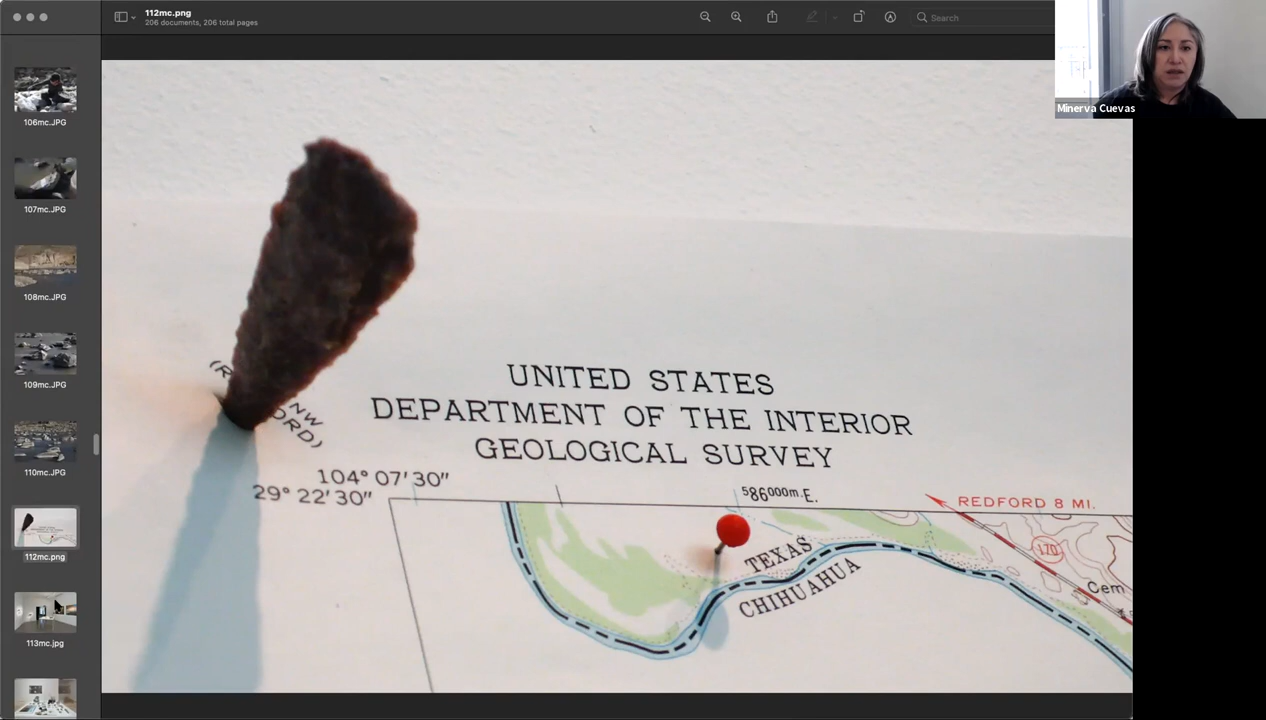 112mc.png
206 documents, 206 total pages
Search
Minerva Cuevas
106mc.JPG
107mc.JPG
108mc.JPG
109mc.JPG
110mc.JPG
112mc.png
113mc.jpg
UNITED STATES
DEPARTMENT OF THE INTERIOR
GEOLOGICAL SURVEY
NW
104° 07' 30"
29° 22' 30"
586000m.E.
REDFORD 8 MI.
170
TEXAS
CHIHUAHUA
Cem